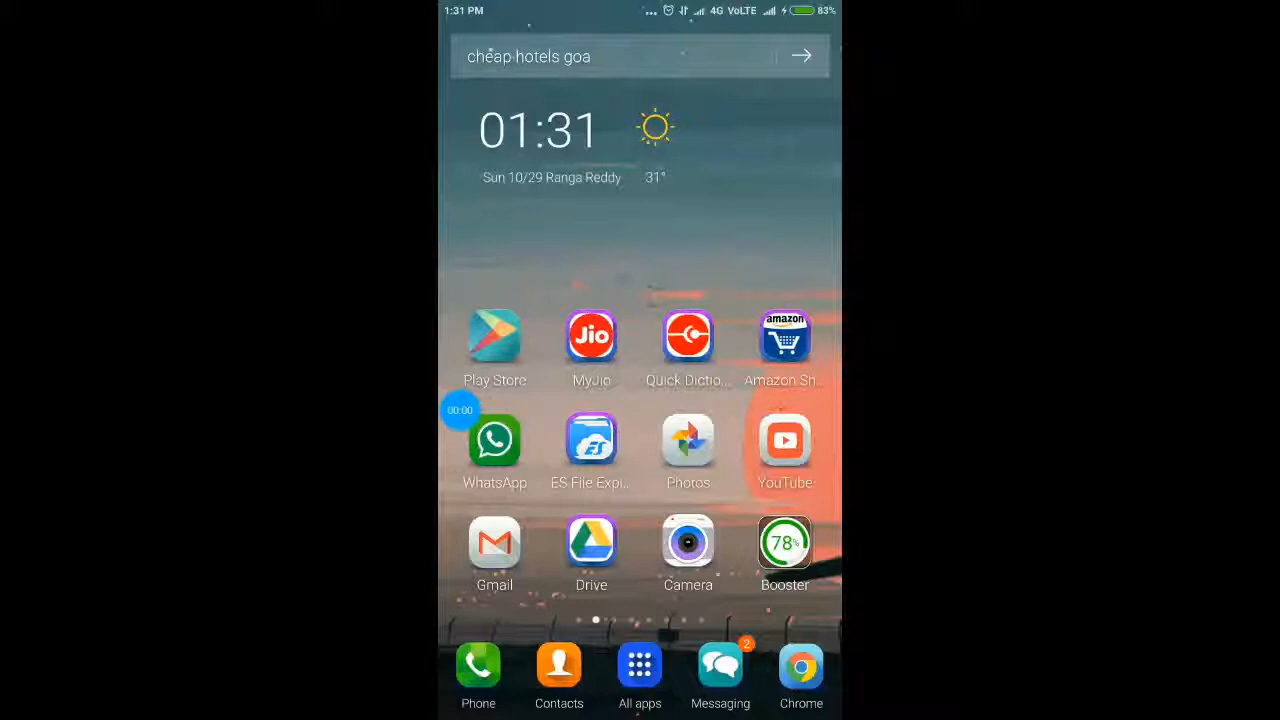 1:31 PM
4G VoLTE
83%
cheap hotels goa
01:31
Sun 10/29 Ranga Reddy
31°
Jio
amazon
Play Store
MyJio
Quick Dictio...
Amazon Sh..
00:00
ES
WhatsApp
ES File Expl..
Photos
YouTube
78%
Gmail
Drive
Camera
Booster
2
Phone
Contacts
All apps
Messaging
Chrome